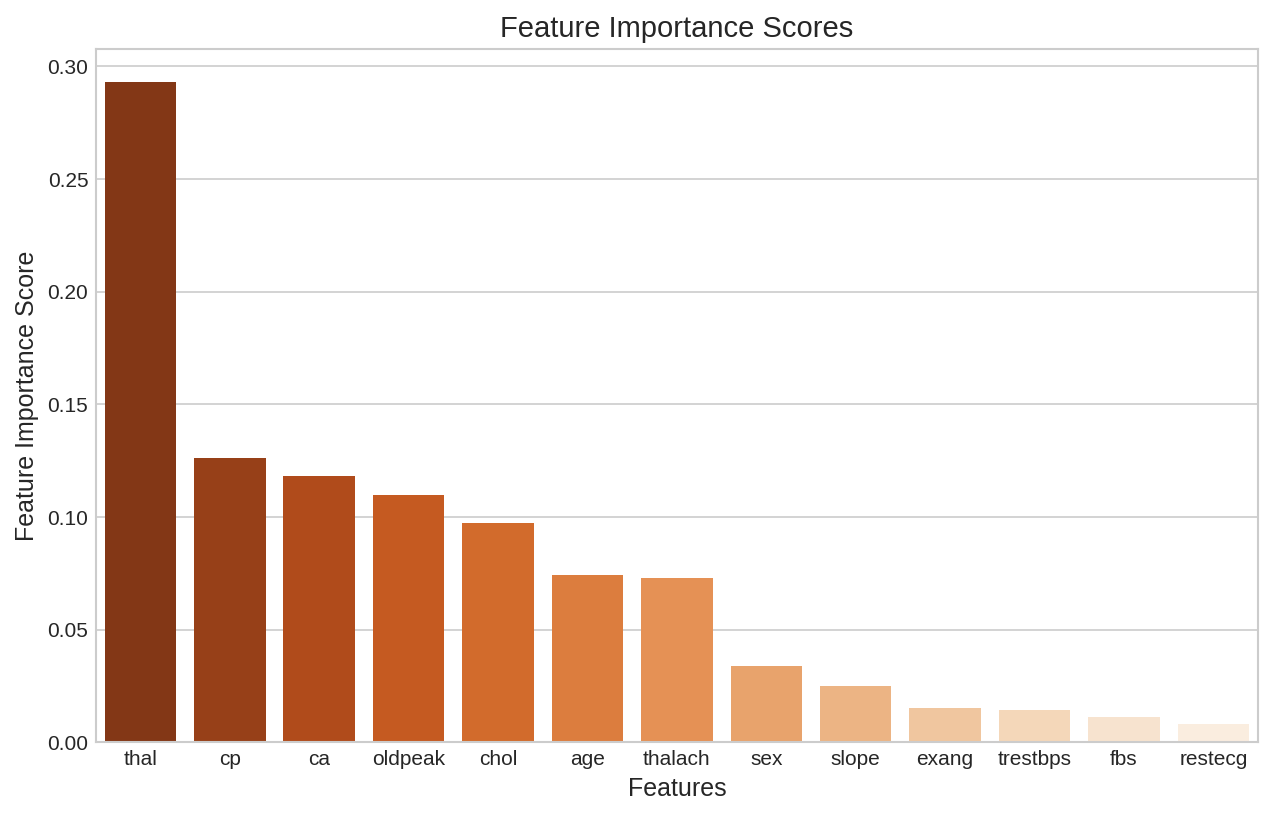 Feature Importance Scores
Feature Importance Score
0.30
0.25
0.20
0.15
0.10
0.05
0.00
thal cp ca oldpeak chol age thalach sex slope exang trestbps fbs restecg
Features